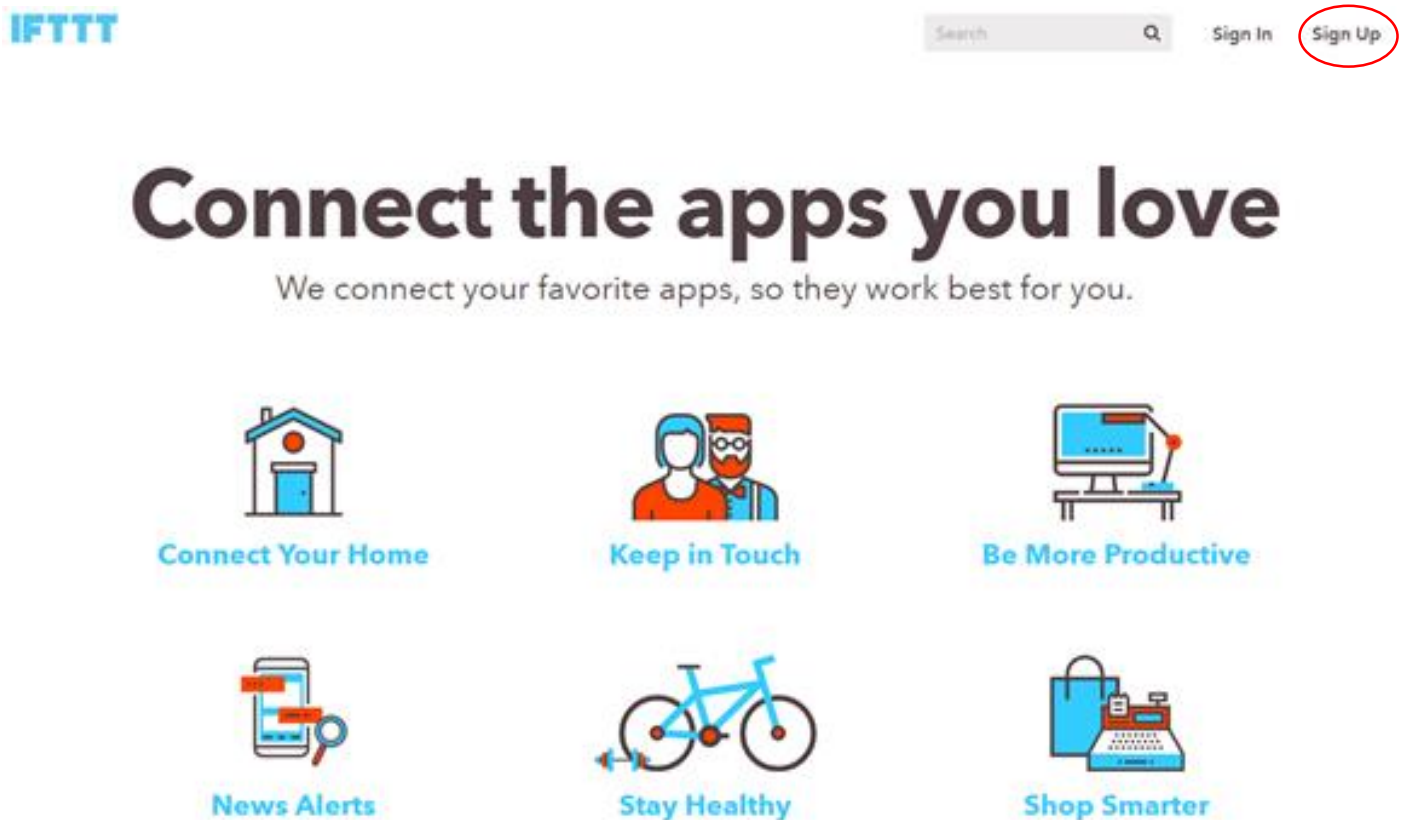 IFTTT
Search
Sign In
Sign Up
Connect the apps you love
We connect your favorite apps, so they work best for you.
Connect Your Home
Keep in Touch
Be More Productive
News Alerts
Stay Healthy
Shop Smarter